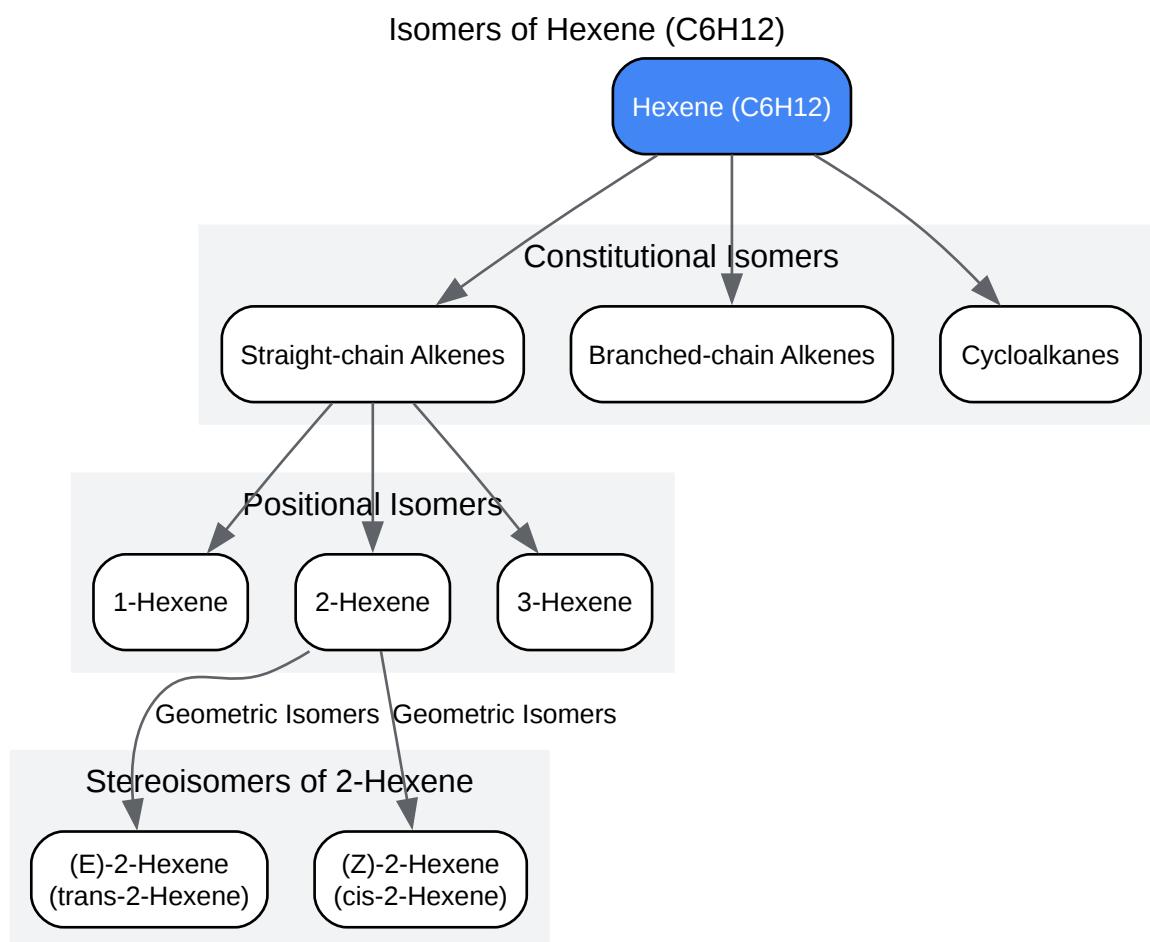 Isomers of Hexene (C6H12)
Hexene (C6H12)
Constitutional Isomers
Straight-chain Alkenes
Branched-chain Alkenes
Cycloalkanes
Positional Isomers
1-Hexene
2-Hexene
3-Hexene
Geometric Isomers
Geometric Isomers
Stereoisomers of 2-Hexene
(E)-2-Hexene
(trans-2-Hexene)
(Z)-2-Hexene
(cis-2-Hexene)